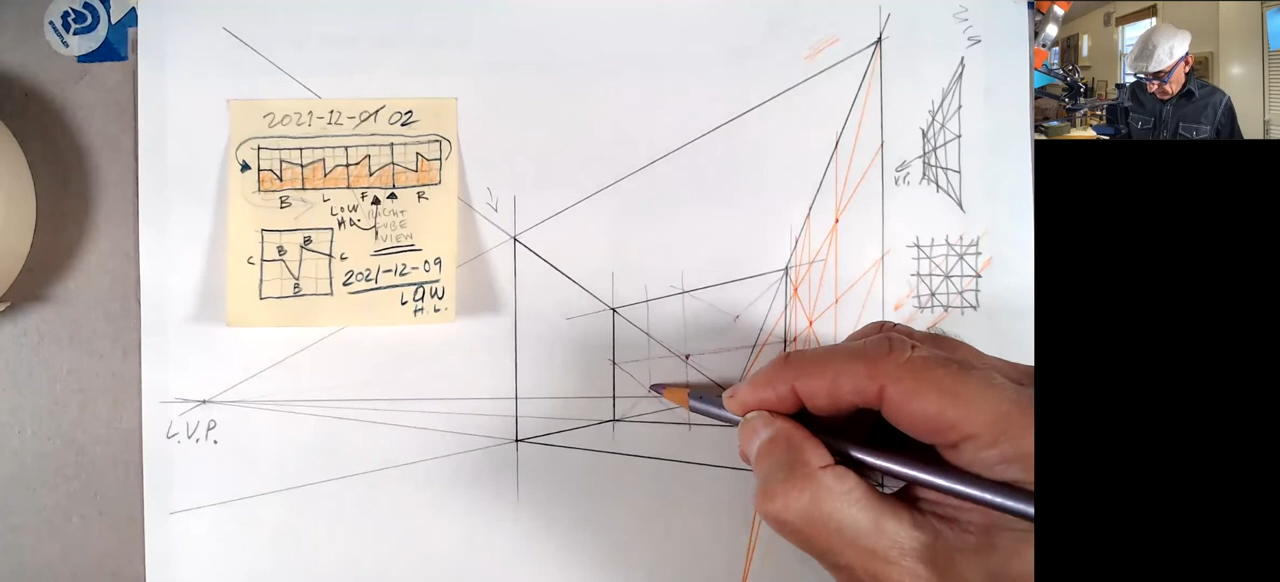 2021-12-01 02
B L F R
LOW
H.L.
RIGHT
CUBE
VIEW
B
C B C
B
2021-12-09
LOW
H.L.
L.V.P.
V.P.